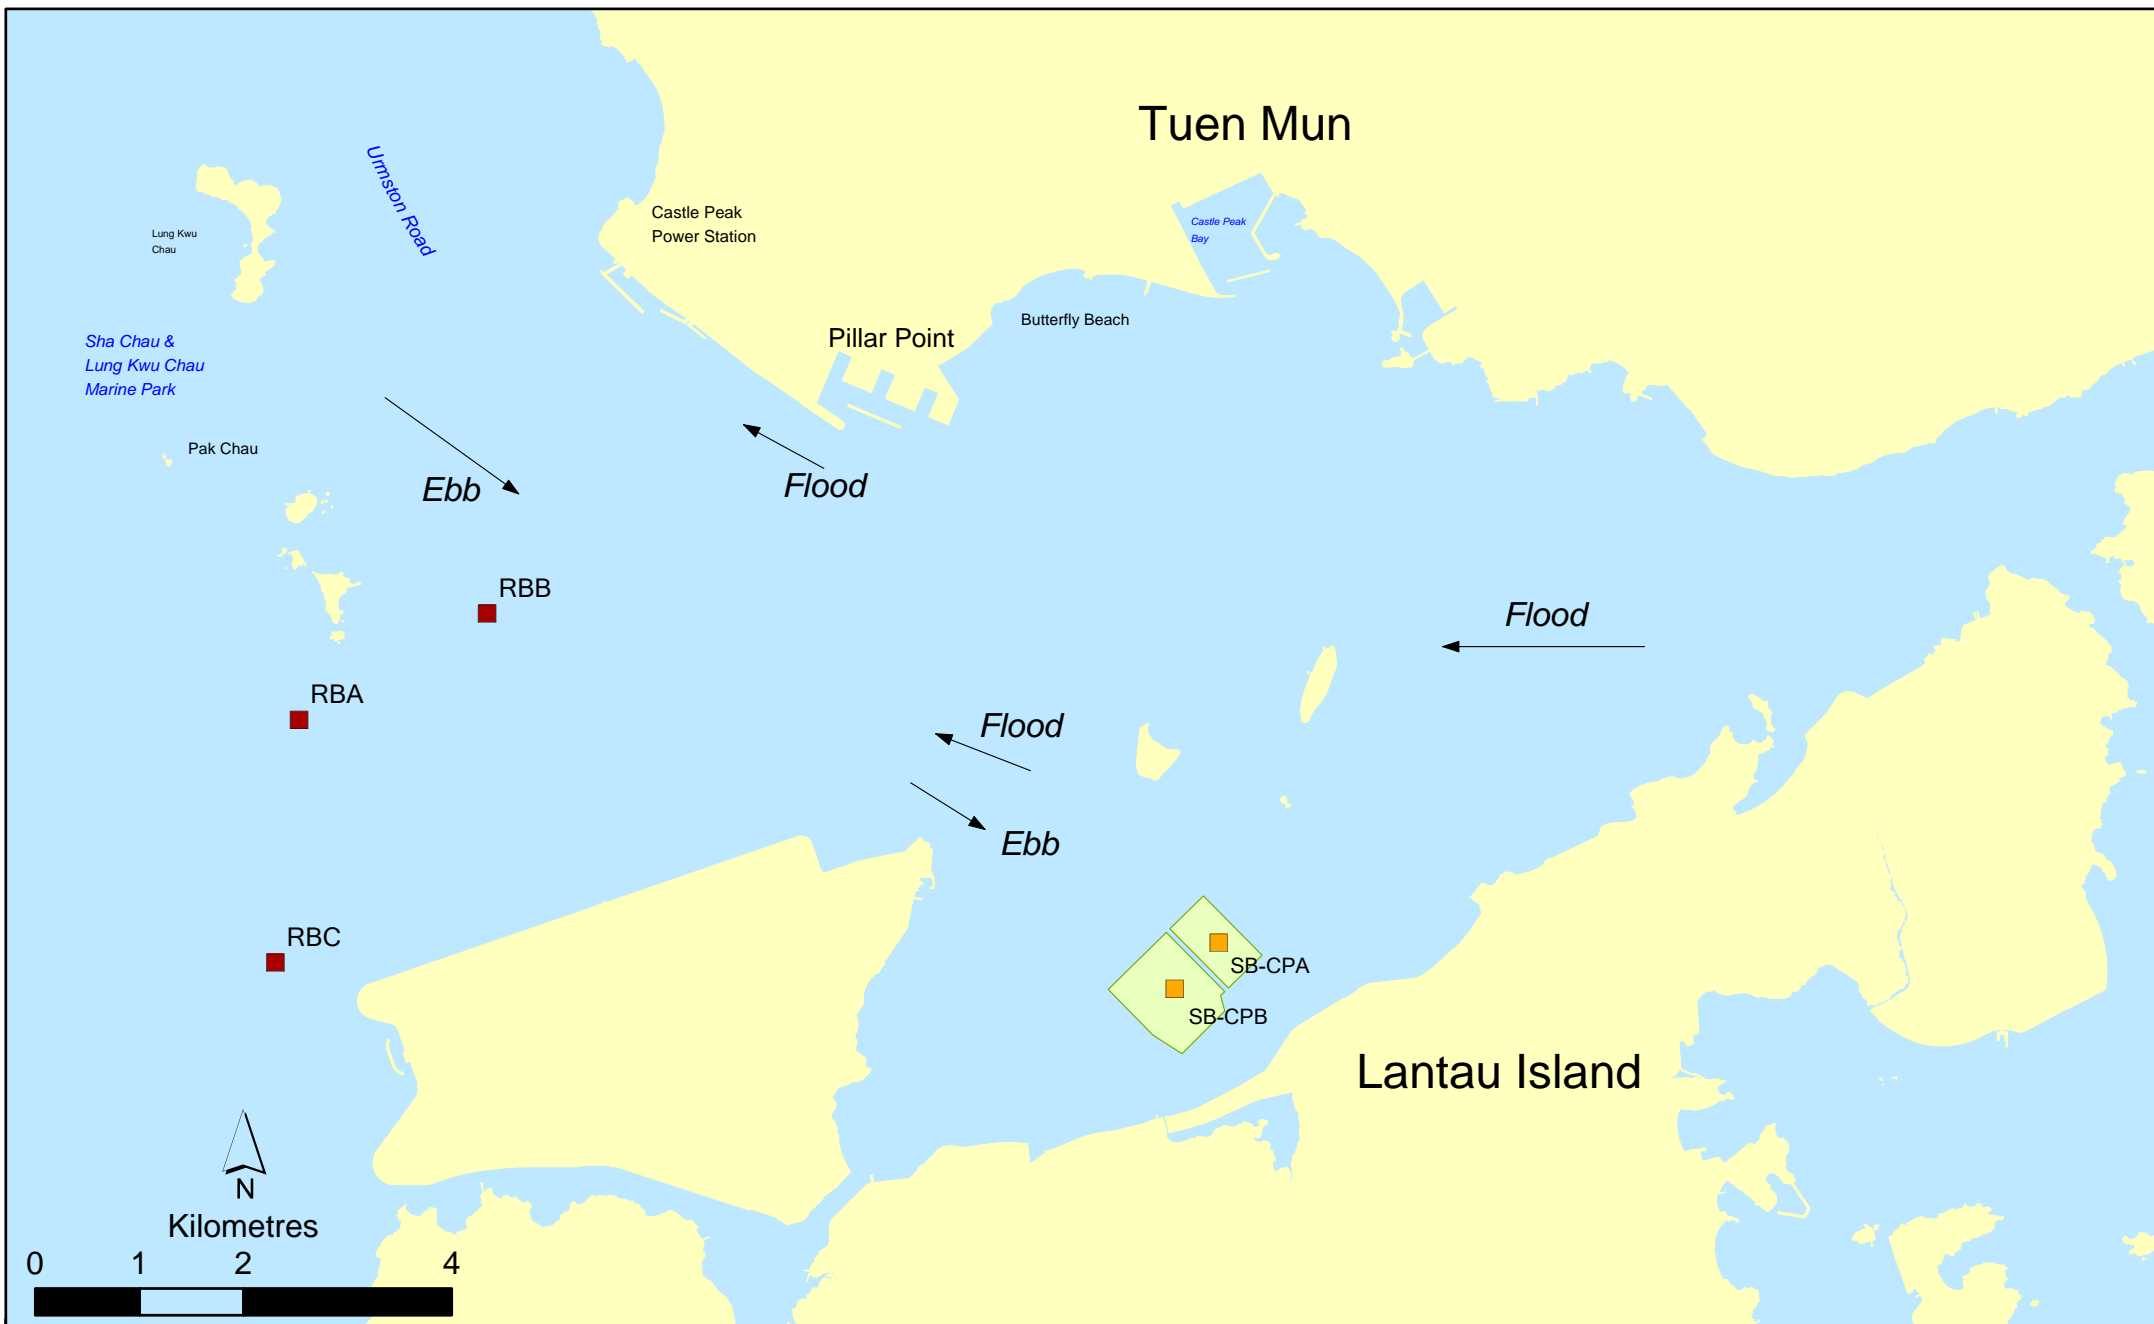 Tuen Mun
Urmston Road
Castle Peak
Power Station
Castle Peak
Bay
Lung Kwu
Chau
Butterfly Beach
Pillar Point
Sha Chau &
Lung Kwu Chau
Marine Park
Pak Chau
Ebb
Flood
RBB
Flood
RBA
Flood
Ebb
RBC
SB-CPA
SB-CPB
Lantau Island
N
Kilometres
0 1 2 4